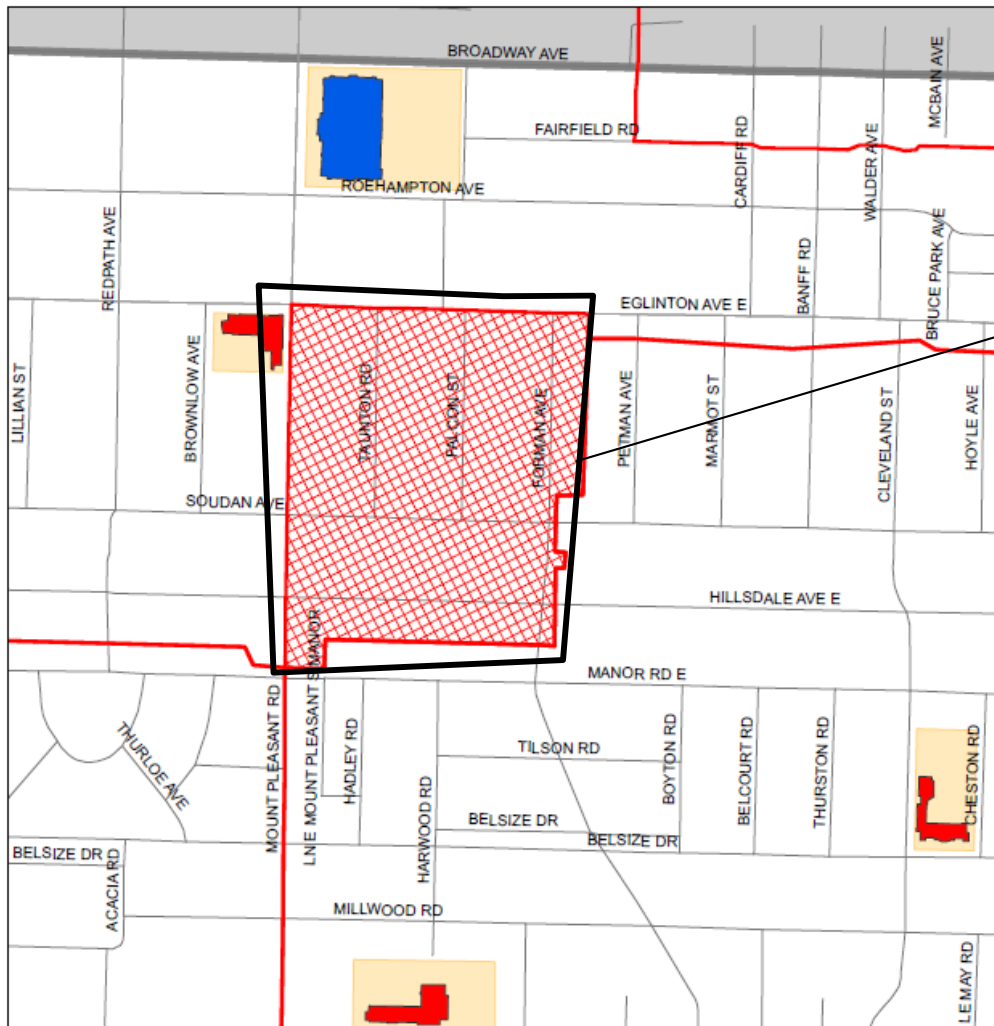 BROADWAY AVE
MCBAIN AVE
FAIRFIELD RD
CARDIFF RD
WALDER AVE
ROEHAMPTON AVE
REDPATH AVE
BANFF RD
BRUCE PARK AVE
EGLINTON AVE E
LILLIAN ST
BROWNLOW AVE
TAUNTON RD
FALCON ST
FORMAN AVE
PETMAN AVE
MARMOT ST
CLEVELAND ST
HOYLE AVE
SOUDAN AVE
HILLSDALE AVE E
MANOR RD E
MOUNT PLEASANT RD
LNE MOUNT PLEASANT S MANOR
THURLOE AVE
HADLEY RD
TILSON RD
BOYTON RD
BELCOURT RD
THURSTON RD
CHESTON RD
HARWOOD RD
BELSIZE DR
BELSIZE DR
BELSIZE DR
ACACIA RD
MILLWOOD RD
LE MAY RD